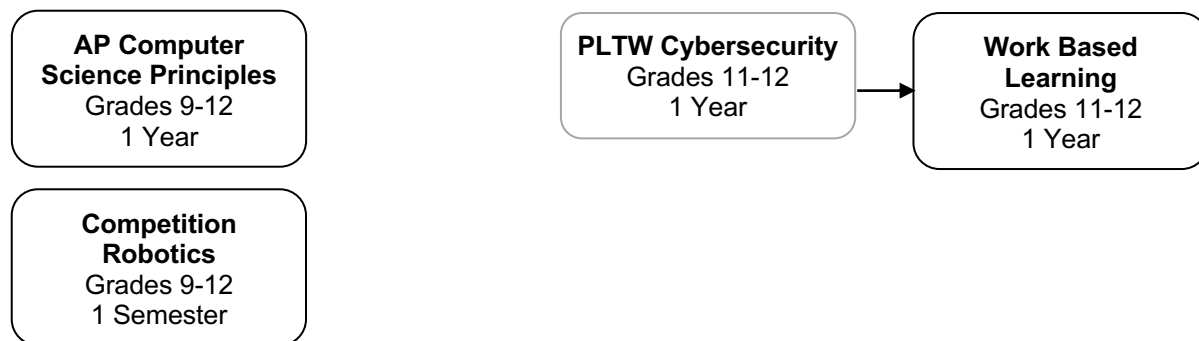 AP Computer
Science Principles
Grades 9-12
1 Year
PLTW Cybersecurity
Grades 11-12
1 Year
Work Based
Learning
Grades 11-12
1 Year
Competition
Robotics
Grades 9-12
1 Semester